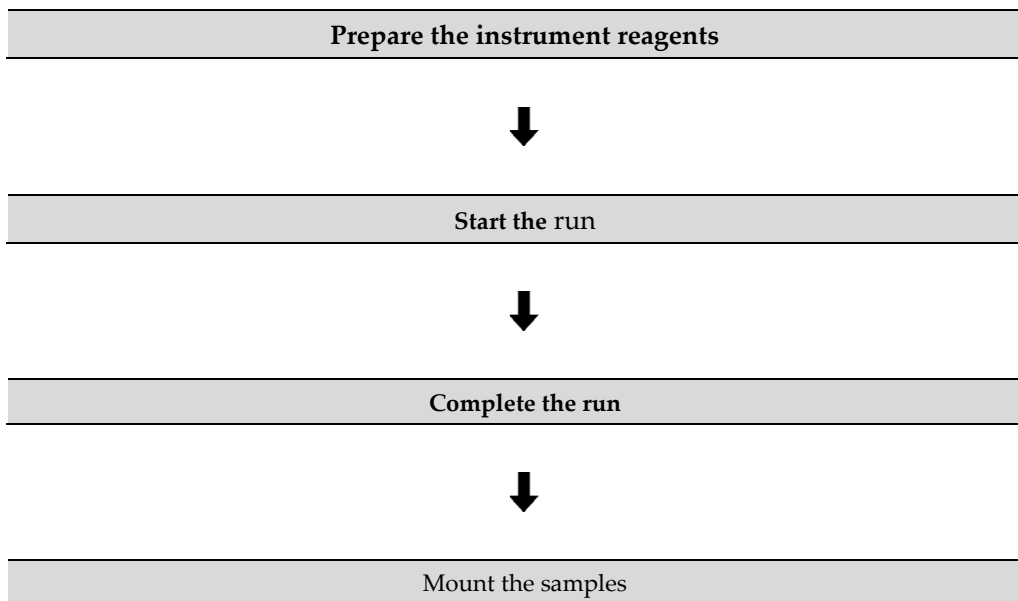 Prepare the instrument reagents
Start the run
Complete the run
Mount the samples